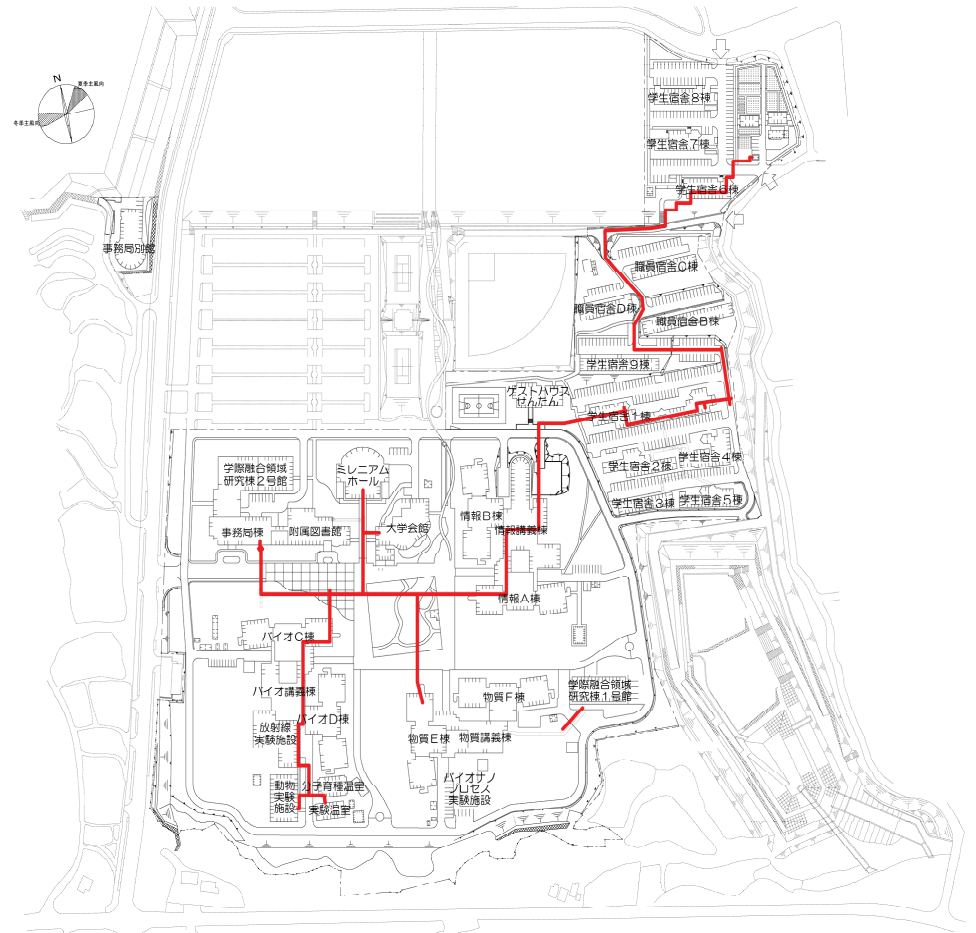 N
夏季主風向
冬季主風向
学生宿舎8棟
学生宿舎7棟
学生宿舎6棟
事務局別館
職員宿舎C棟
職員宿舎D棟
職員宿舎B棟
学生宿舎9棟
ゲストハウス
せんたん
学生宿舎1棟
学生宿舎2棟
学生宿舎4棟
学生宿舎3棟
学生宿舎5棟
学際融合領域
研究棟2号館
ミレニアム
ホール
事務局棟
附属図書館
大学会館
情報B棟
情報講義棟
情報A棟
バイオC棟
バイオ講義棟
バイオD棟
放射線
実験施設
動物
実験
施設
分子育種温室
実験温室
物質E棟
物質F棟
物質講義棟
学際融合領域
研究棟1号館
バイオナノ
プロセス
実験施設